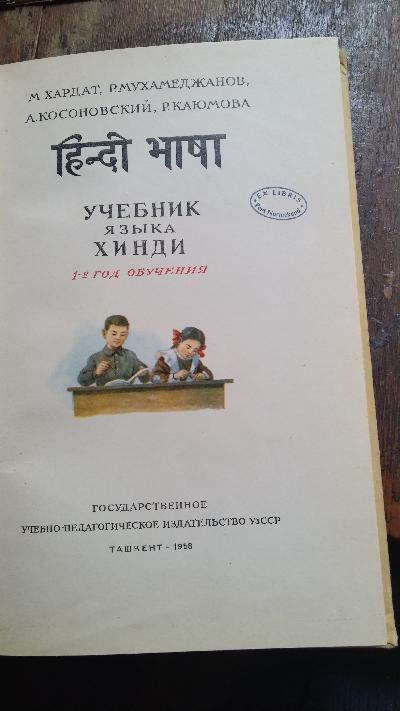 М. ХАРДАТ, Р. МУХАМЕДЖАНОВ,
А. КОСОНОВСКИЙ, Р. КАЮМОВА
हिन्दी भाषा
УЧЕБНИК
ЯЗЫКА
ХИНДИ
1-й ГОД ОБУЧЕНИЯ
EX LIBRIS
ГОСУДАРСТВЕННОЕ
УЧЕБНО-ПЕДАГОГИЧЕСКОЕ ИЗДАТЕЛЬСТВО УзССР
ТАШКЕНТ - 1958